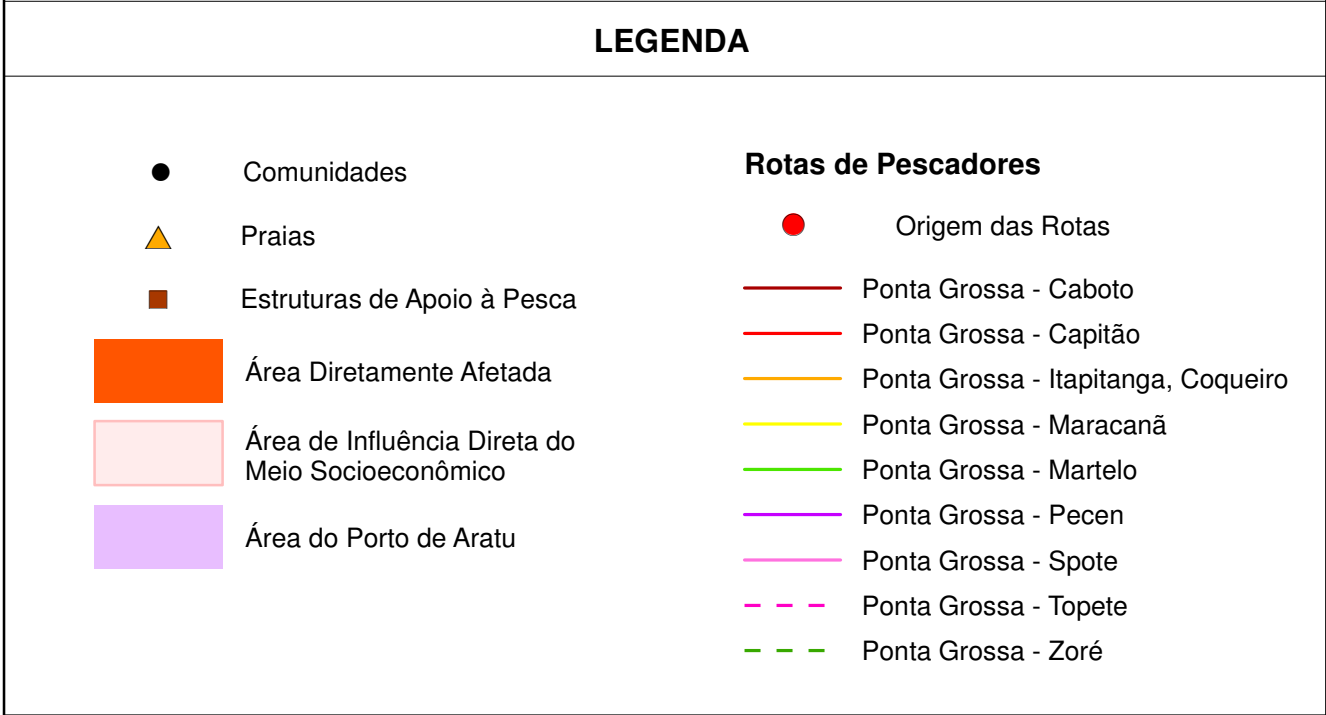 LEGENDA
Comunidades
Praias
Estruturas de Apoio à Pesca
Área Diretamente Afetada
Área de Influência Direta do
Meio Socioeconômico
Área do Porto de Aratu
Rotas de Pescadores
Origem das Rotas
Ponta Grossa - Caboto
Ponta Grossa - Capitão
Ponta Grossa - Itapitanga, Coqueiro
Ponta Grossa - Maracanã
Ponta Grossa - Martelo
Ponta Grossa - Pecen
Ponta Grossa - Spote
Ponta Grossa - Topete
Ponta Grossa - Zoré